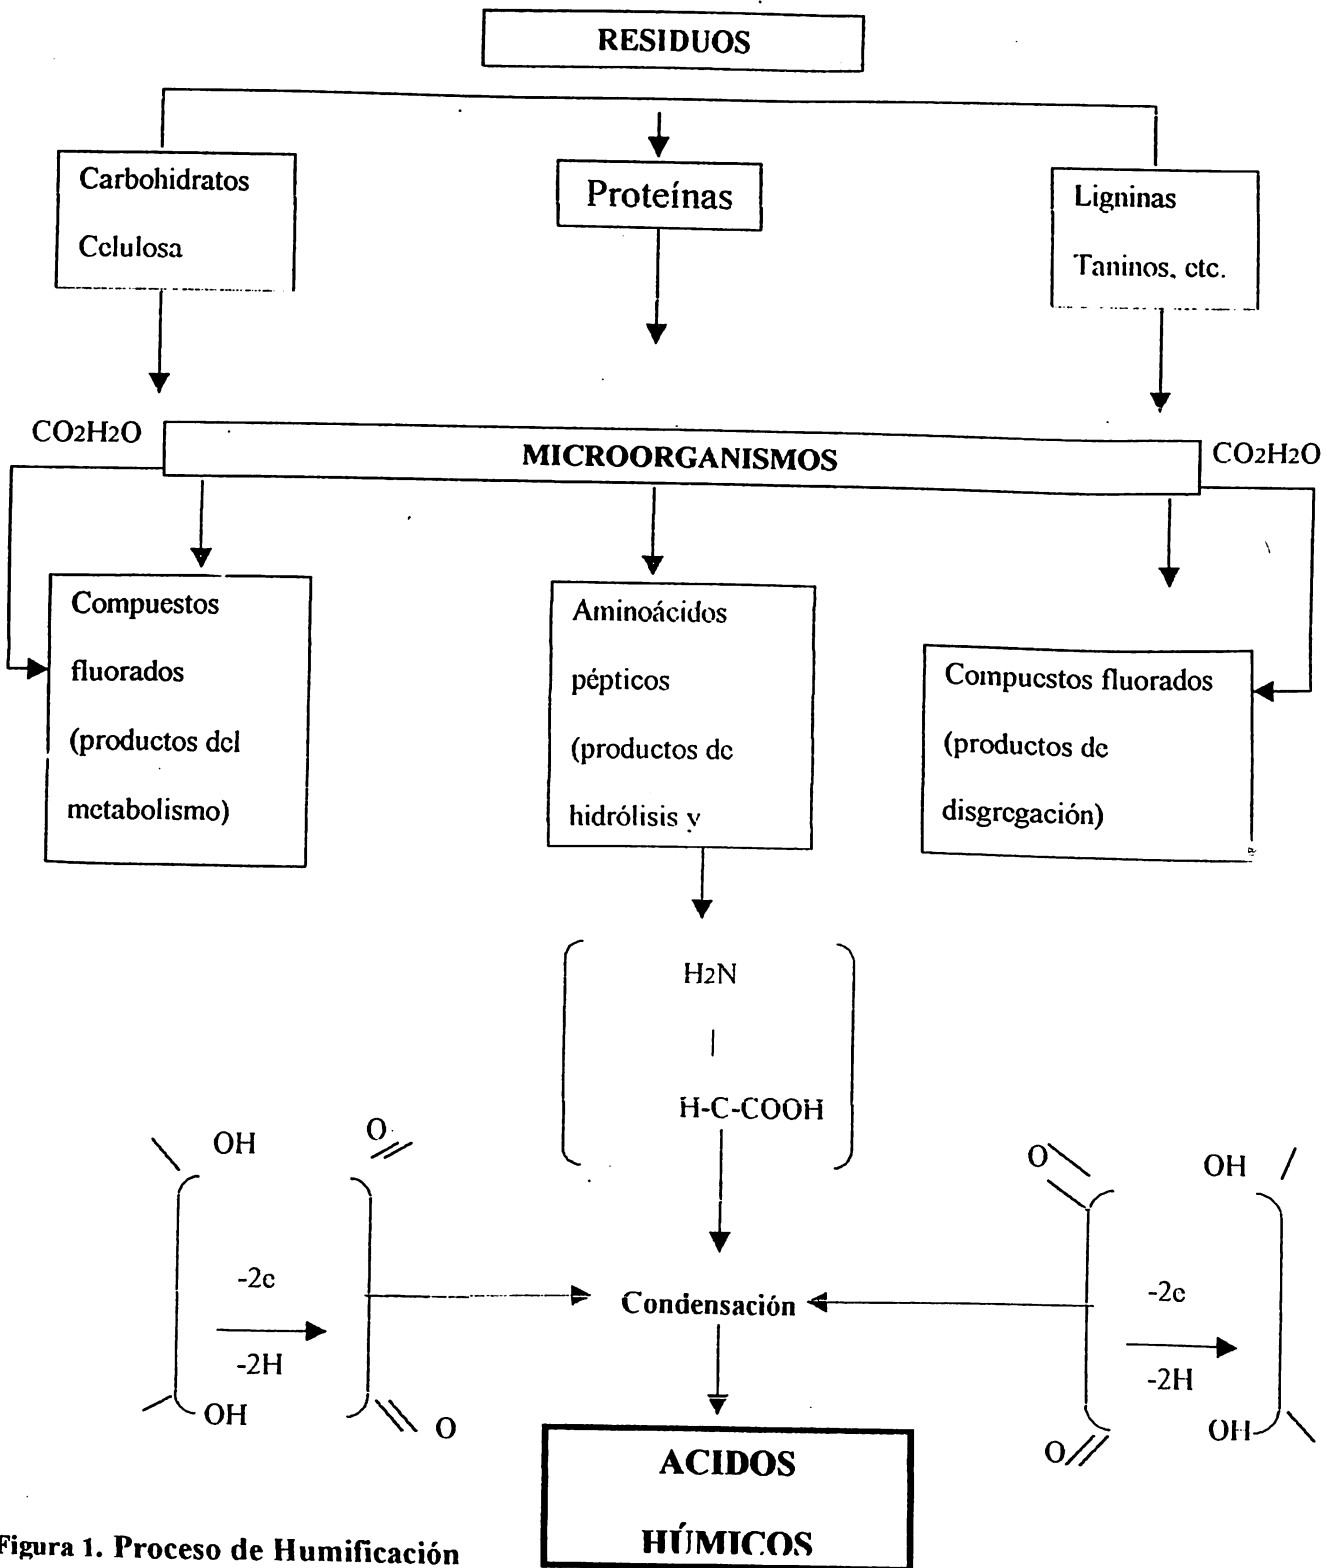 RESIDUOS
Carbohidratos
Celulosa
Proteínas
Ligninas
Taninos, etc.
CO2H2O
MICROORGANISMOS
CO2H2O
Compuestos
fluorados
(productos del
metabolismo)
Aminoácidos
pépticos
(productos de
hidrólisis y
Compuestos fluorados
(productos de
disgregación)
H2N
H-C-COOH
OH
O
-2e
-2H
OH
O
Condensación
O
OH
-2e
-2H
O
OH
ACIDOS
HÚMICOS
Figura 1. Proceso de Humificación